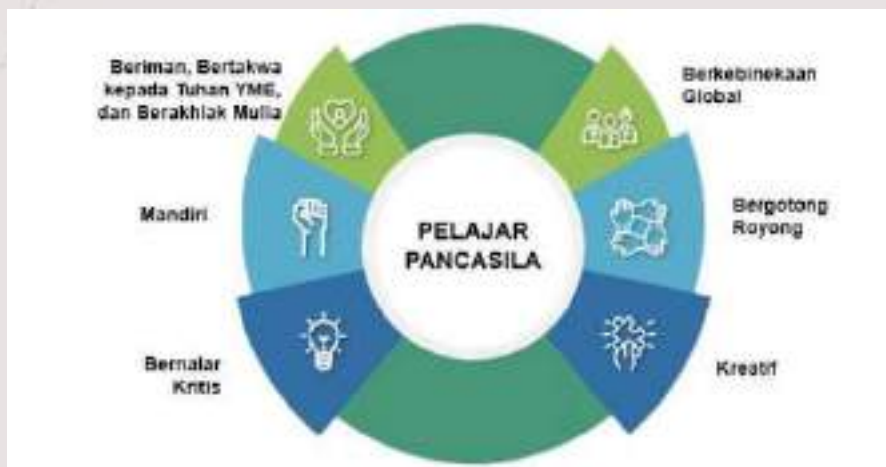 Beriman, Bertakwa
kepada Tuhan YME,
dan Berakhlak Mulia
Mandiri
Bernalar
Kritis
PELAJAR
PANCASILA
Berkebinekaan
Global
Bergotong
Royong
Kreatif